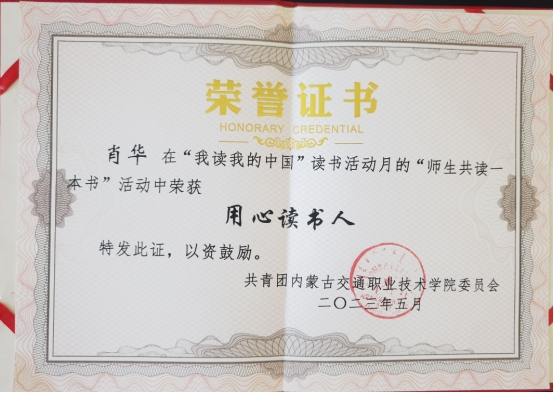 荣誉证书
HONORARY CREDENTIAL
肖华 在“我读我的中国”读书活动月的“师生共读一
本书”活动中荣获
用心读书人
特发此证，以资鼓励。
共青团内蒙古交通职业技术学院委员会
二〇二三年五月